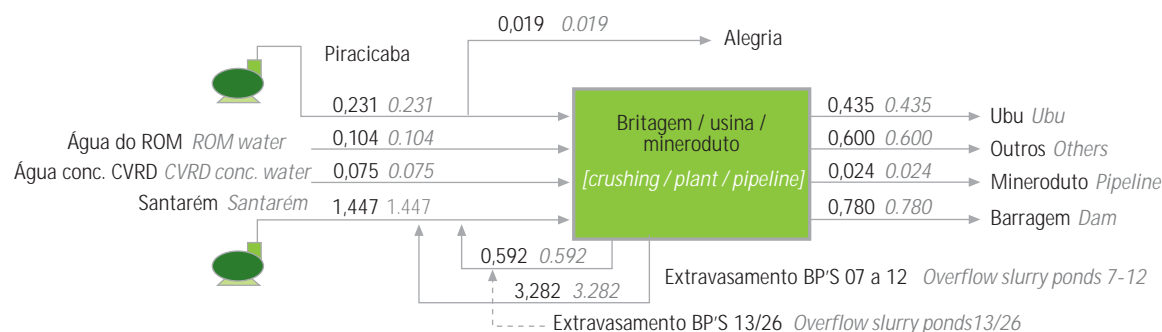 0,019 0.019
Alegria
Piracicaba
0,231 0.231
Água do ROM ROM water
0,104 0.104
Água conc. CVRD CVRD conc. water
0,075 0.075
Santarém Santarém
1,447 1.447
Britagem / usina /
mineroduto
[crushing / plant / pipeline]
0,435 0.435
Ubu Ubu
0,600 0.600
Outros Others
0,024 0.024
Mineroduto Pipeline
0,780 0.780
Barragem Dam
0,592 0.592
Extravasamento BP'S 07 a 12 Overflow slurry ponds 7-12
3,282 3.282
Extravasamento BP'S 13/26 Overflow slurry ponds13/26